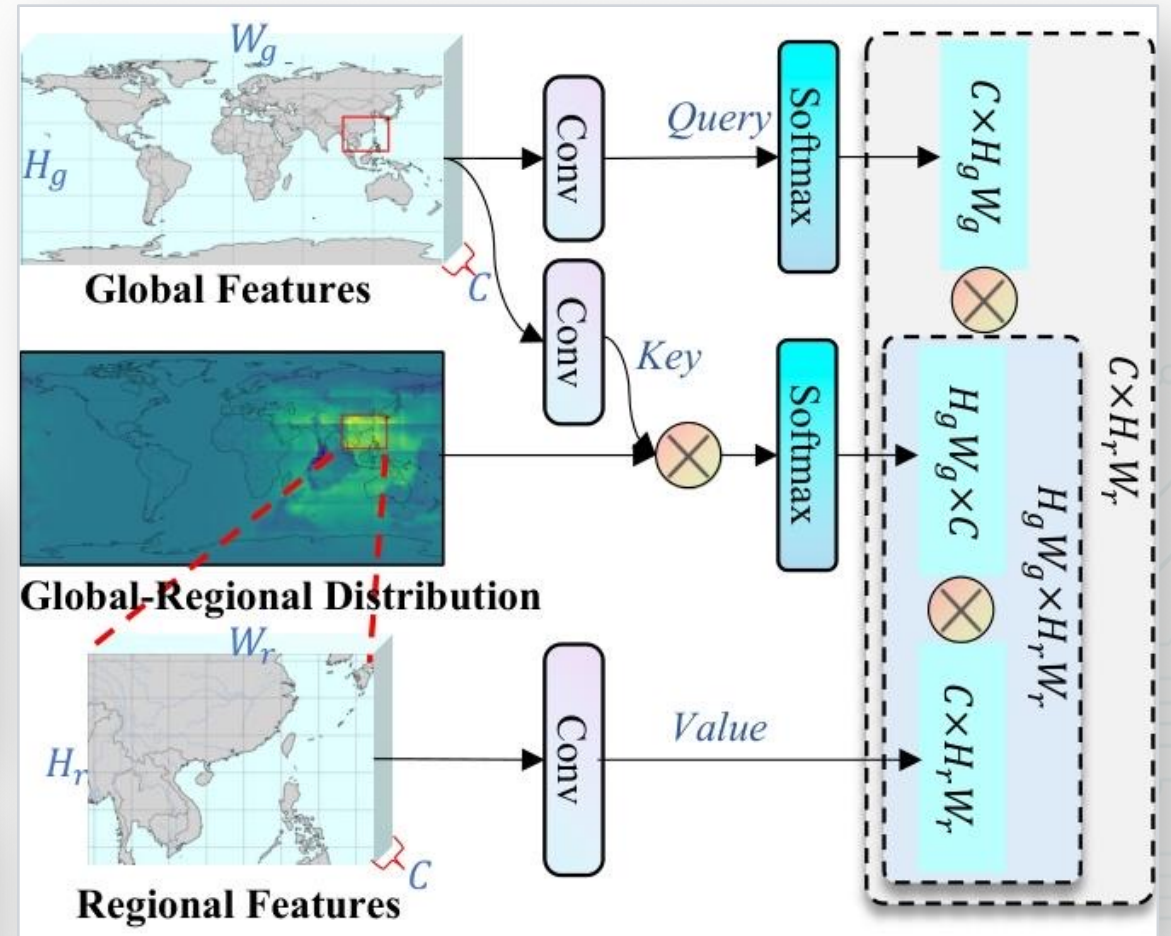 W_g
H_g
C
Global Features
Conv
Query
Softmax
C×H_gW_g
Conv
Key
Softmax
H_gW_g×C
H_gW_g×H_rW_r
C×H_rW_r
Global-Regional Distribution
W_r
H_r
C
Regional Features
Conv
Value
C×H_rW_r